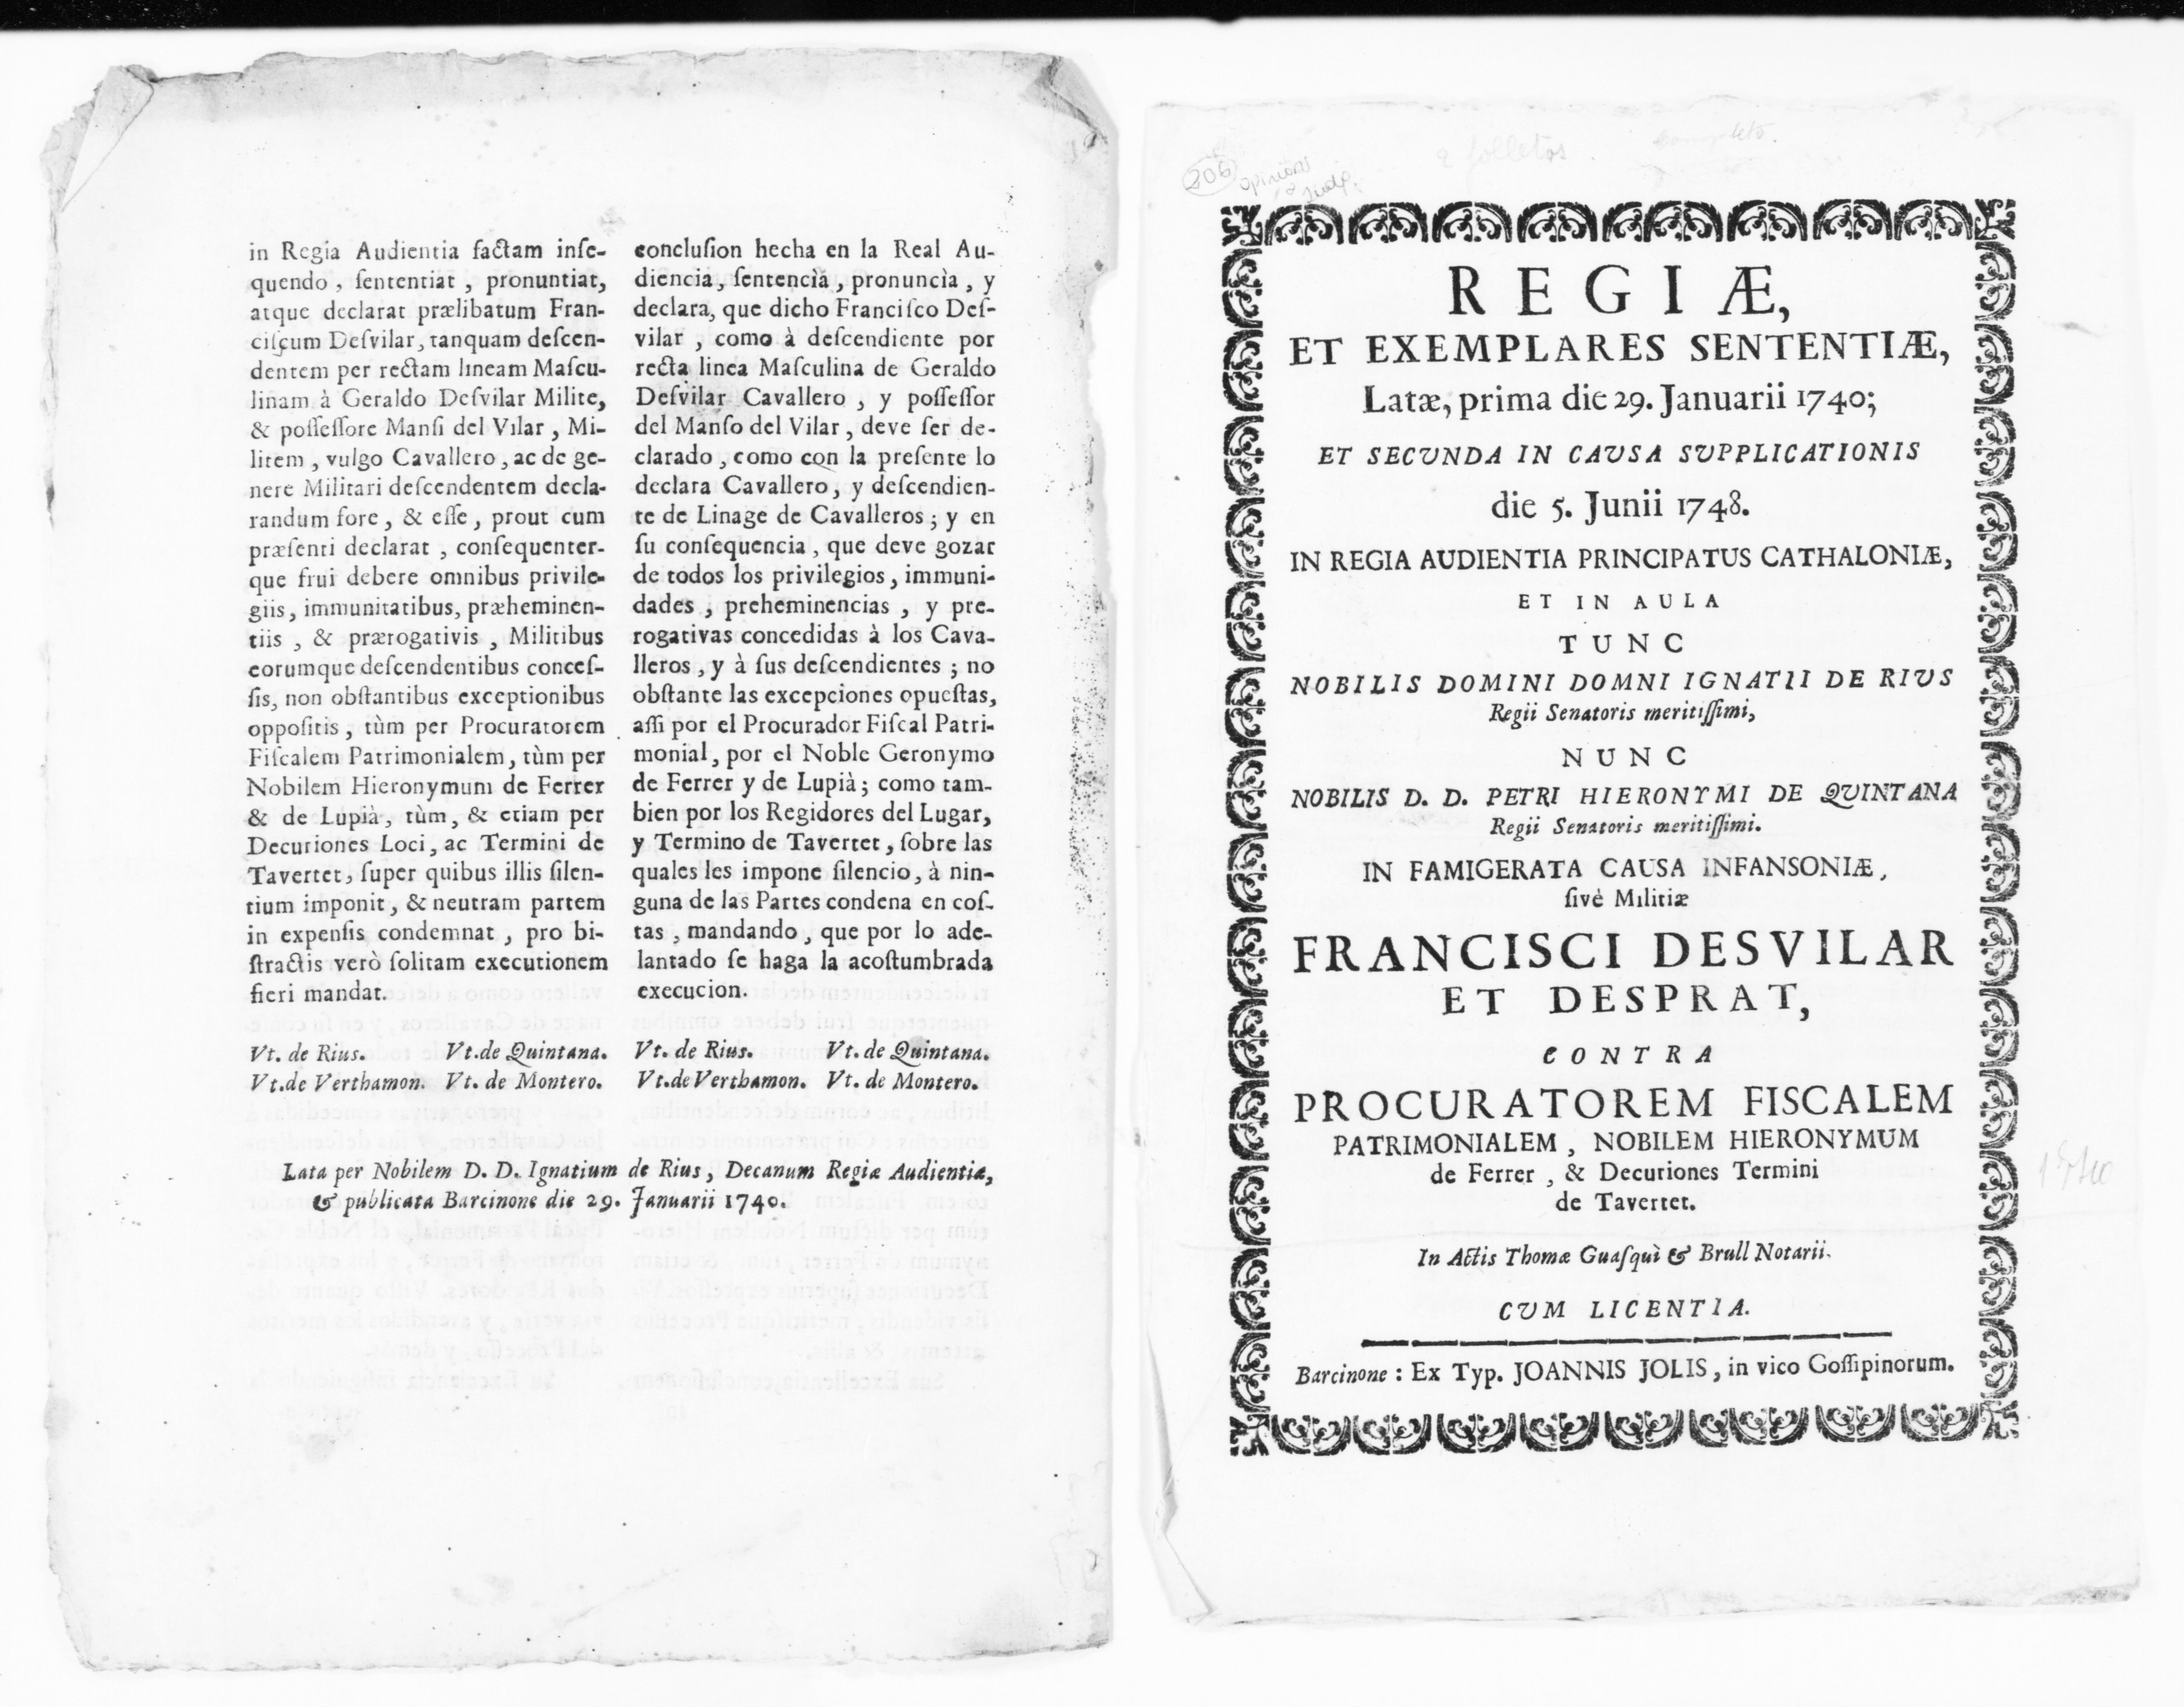 in Regia Audientia factam inſe-
quendo, ſententiat, pronuntiat,
atque declarat prælibatum Fran-
ciſcum Deſvilar, tanquam deſcen-
dentem per rectam lineam Maſcu-
linam à Geraldo Deſvilar Milite,
& poſſeſſore Manſi del Vilar, Mi-
litem, vulgo Cavallero, ac de ge-
nere Militari deſcendentem decla-
randum fore, & eſſe, prout cum
præſenti declarat, conſequenter-
que frui debere omnibus privile-
giis, immunitatibus, præheminen-
tiis, & prærogativis, Militibus
eorumque deſcendentibus conceſ-
ſis, non obſtantibus exceptionibus
oppoſitis, tùm per Procuratorem
Fiſcalem Patrimonialem, tùm per
Nobilem Hieronymum de Ferrer
& de Lupià, tùm, & etiam per
Decuriones Loci, ac Termini de
Tavertet, ſuper quibus illis ſilen-
tium imponit, & neutram partem
in expenſis condemnat, pro bi-
ſtractis verò ſolitam executionem
fieri mandat.
Vt. de Rius. Vt. de Quintana.
Vt. de Verthamon. Vt. de Montero.
concluſion hecha en la Real Au-
diencia, ſentencìa, pronuncìa, y
declara, que dicho Franciſco Deſ-
vilar, como à deſcendiente por
recta linea Maſculina de Geraldo
Deſvilar Cavallero, y poſſeſſor
del Manſo del Vilar, deve ſer de-
clarado, como con la preſente lo
declara Cavallero, y deſcendien-
te de Linage de Cavalleros; y en
ſu conſequencia, que deve gozar
de todos los privilegios, immuni-
dades, preheminencias, y pre-
rogativas concedidas à los Cava-
lleros, y à ſus deſcendientes; no
obſtante las excepciones opueſtas,
aſſi por el Procurador Fiſcal Patri-
monial, por el Noble Geronymo
de Ferrer y de Lupià; como tam-
bien por los Regidores del Lugar,
y Termino de Tavertet, ſobre las
quales les impone ſilencio, à nin-
guna de las Partes condena en coſ-
tas, mandando, que por lo ade-
lantado ſe haga la acoſtumbrada
execucion.
Vt. de Rius. Vt. de Quintana.
Vt. de Verthamon. Vt. de Montero.
Lata per Nobilem D. D. Ignatium de Rius, Decanum Regiæ Audientiæ,
& publicata Barcinone die 29. Januarii 1740.
206
2 folletos
completo.
REGIÆ,
ET EXEMPLARES SENTENTIÆ,
Latæ, prima die 29. Januarii 1740;
ET SECVNDA IN CAVSA SVPPLICATIONIS
die 5. Junii 1748.
IN REGIA AUDIENTIA PRINCIPATUS CATHALONIÆ,
ET IN AULA
TUNC
NOBILIS DOMINI DOMNI IGNATII DE RIVS
Regii Senatoris meritiſſimi,
NUNC
NOBILIS D. D. PETRI HIERONYMI DE QVINTANA
Regii Senatoris meritiſſimi.
IN FAMIGERATA CAUSA INFANSONIÆ,
ſivè Militiæ
FRANCISCI DESVILAR
ET DESPRAT,
CONTRA
PROCURATOREM FISCALEM
PATRIMONIALEM, NOBILEM HIERONYMUM
de Ferrer, & Decuriones Termini
de Tavertet.
In Actis Thomæ Guaſquì & Brull Notarii.
CVM LICENTIA.
Barcinone: Ex Typ. JOANNIS JOLIS, in vico Goſſipinorum.